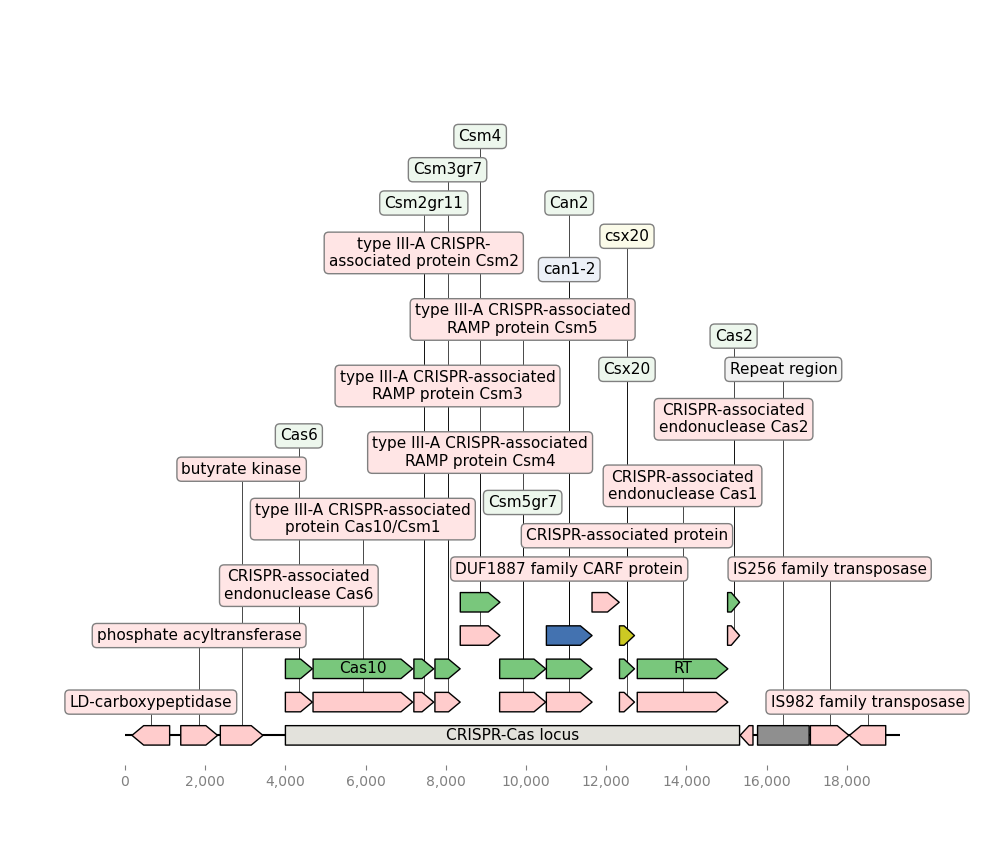 Csm4
Csm3gr7
Csm2gr11
Can2
csx20
type III-A CRISPR-
associated protein Csm2
can1-2
type III-A CRISPR-associated
RAMP protein Csm5
Cas2
Csx20
Repeat region
type III-A CRISPR-associated
RAMP protein Csm3
CRISPR-associated
endonuclease Cas2
Cas6
type III-A CRISPR-associated
RAMP protein Csm4
butyrate kinase
CRISPR-associated
endonuclease Cas1
Csm5gr7
type III-A CRISPR-associated
protein Cas10/Csm1
CRISPR-associated protein
DUF1887 family CARF protein
IS256 family transposase
CRISPR-associated
endonuclease Cas6
phosphate acyltransferase
Cas10
RT
LD-carboxypeptidase
IS982 family transposase
CRISPR-Cas locus
0 2,000 4,000 6,000 8,000 10,000 12,000 14,000 16,000 18,000